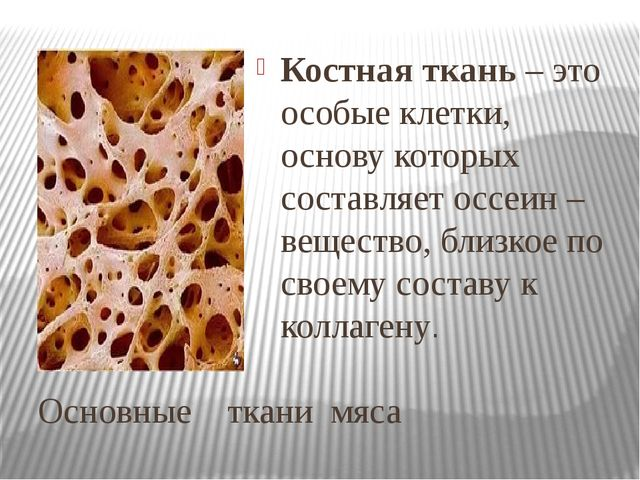 Костная ткань – это
особые клетки,
основу которых
составляет оссеин –
вещество, близкое по
своему составу к
коллагену.
Основные ткани мяса